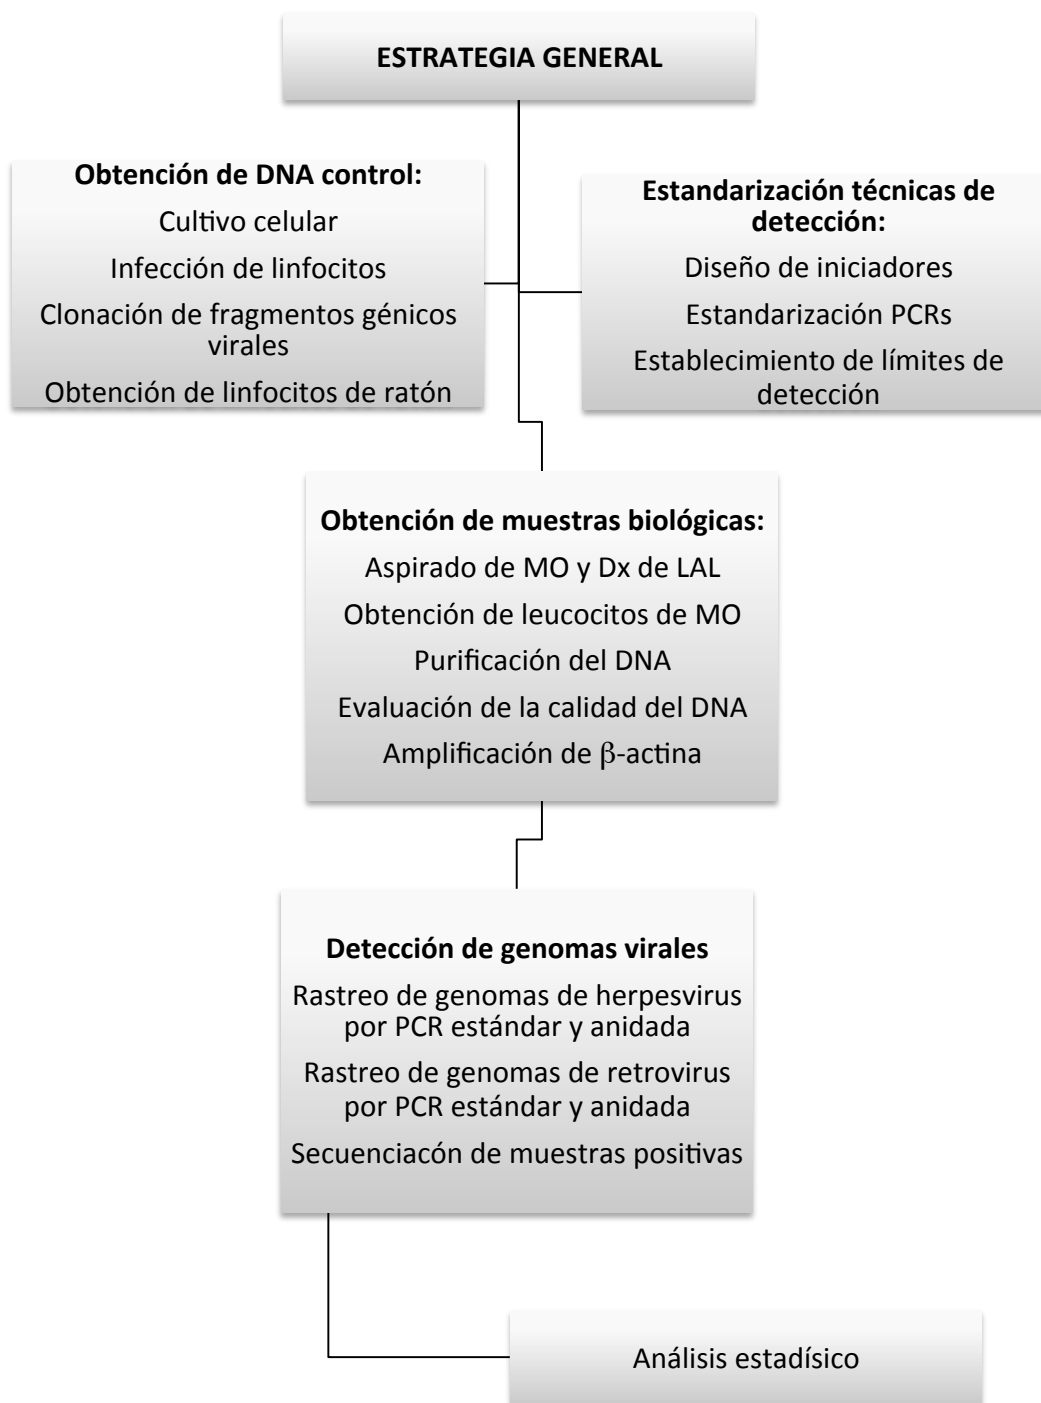 ESTRATEGIA GENERAL
Obtención de DNA control:
Cultivo celular
Infección de linfocitos
Clonación de fragmentos génicos
virales
Obtención de linfocitos de ratón
Estandarización técnicas de
detección:
Diseño de iniciadores
Estandarización PCRs
Establecimiento de límites de
detección
Obtención de muestras biológicas:
Aspirado de MO y Dx de LAL
Obtención de leucocitos de MO
Purificación del DNA
Evaluación de la calidad del DNA
Amplificación de β-actina
Detección de genomas virales
Rastreo de genomas de herpesvirus
por PCR estándar y anidada
Rastreo de genomas de retrovirus
por PCR estándar y anidada
Secuenciacón de muestras positivas
Análisis estadísico